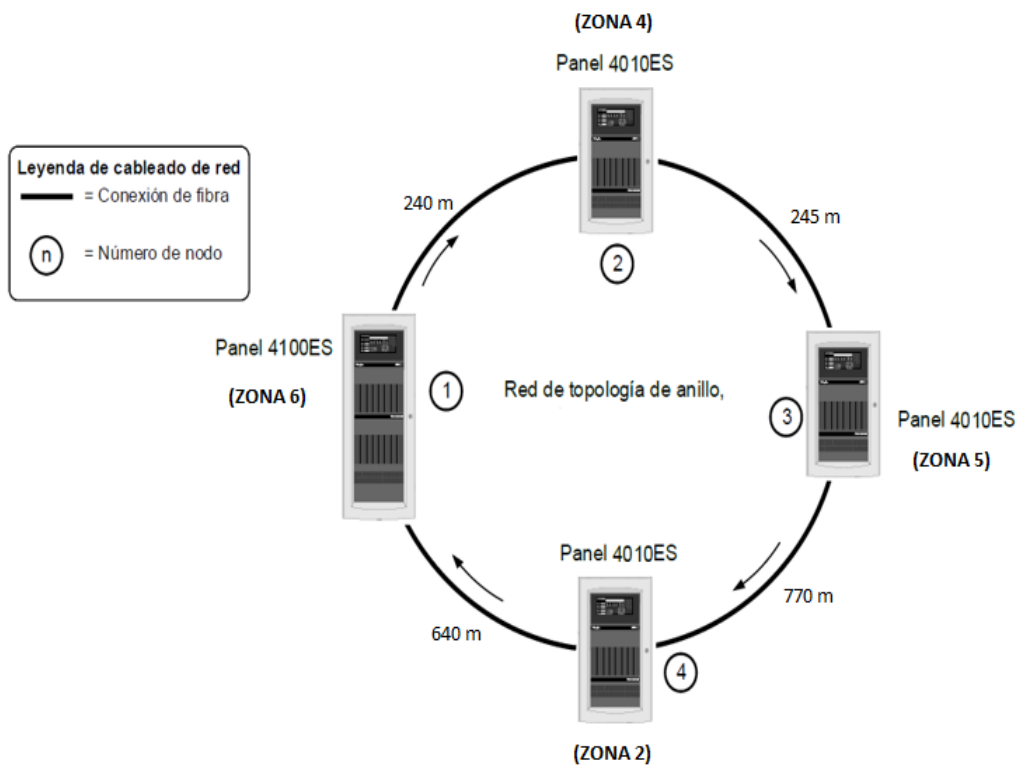 (ZONA 4)
Panel 4010ES
Leyenda de cableado de red
= Conexión de fibra
n
= Número de nodo
240 m
245 m
2
Panel 4100ES
(ZONA 6)
1
Red de topología de anillo,
3
Panel 4010ES
(ZONA 5)
Panel 4010ES
640 m
770 m
4
(ZONA 2)